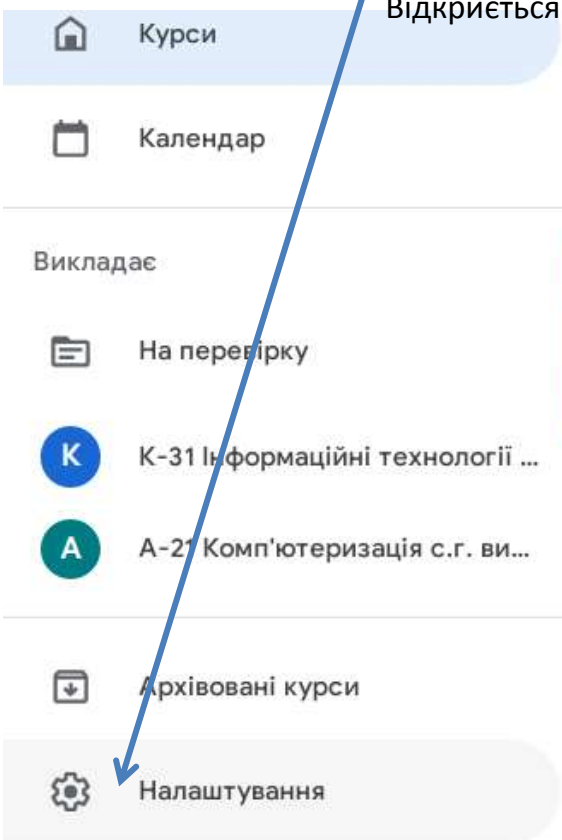 Відкриється
Курси
Календар
Викладає
На перевірку
K
К-31 Інформаційні технології ...
A
А-21 Комп'ютеризація с.г. ви...
Архівовані курси
Налаштування